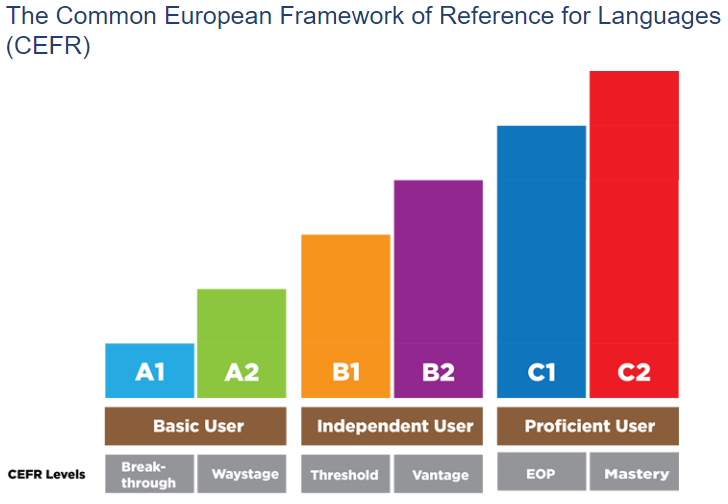 The Common European Framework of Reference for Languages
(CEFR)
A1 A2 B1 B2 C1 C2
Basic User Independent User Proficient User
CEFR Levels
Break-
through
Waystage
Threshold
Vantage
EOP
Mastery